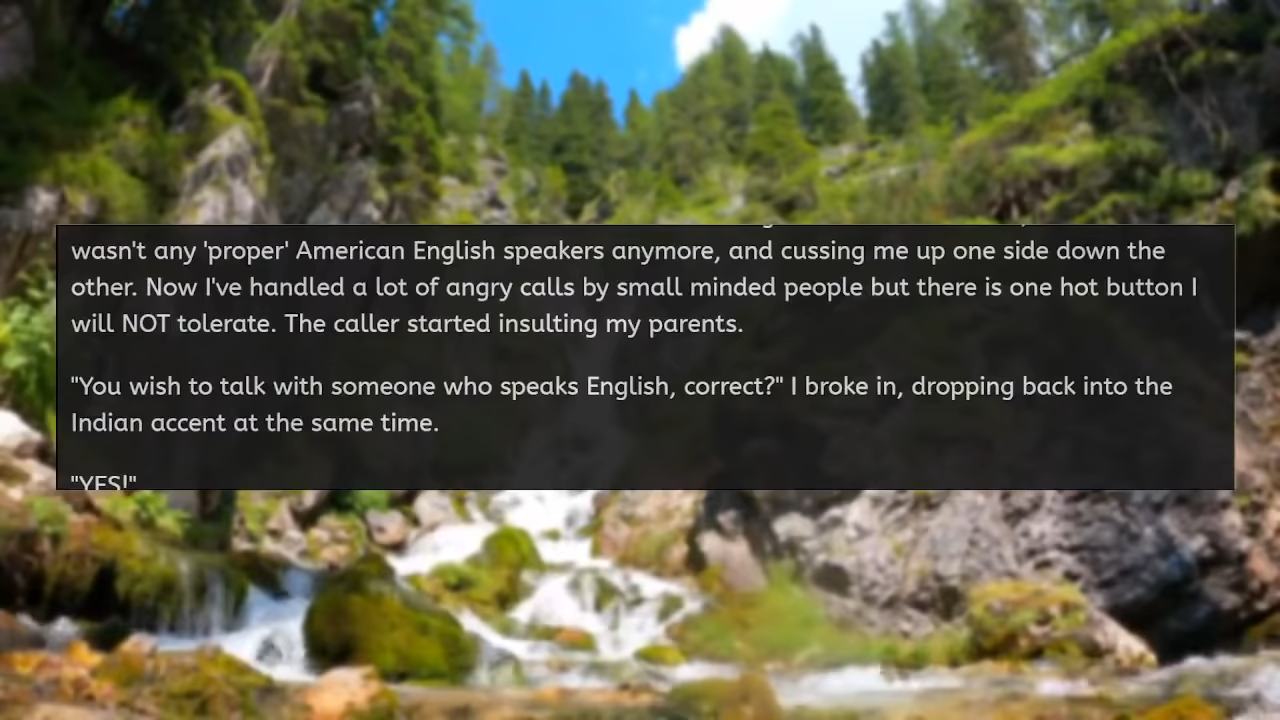 wasn't any 'proper' American English speakers anymore, and cussing me up one side down the
other. Now I've handled a lot of angry calls by small minded people but there is one hot button I
will NOT tolerate. The caller started insulting my parents.
"You wish to talk with someone who speaks English, correct?" I broke in, dropping back into the
Indian accent at the same time.
"YES!"